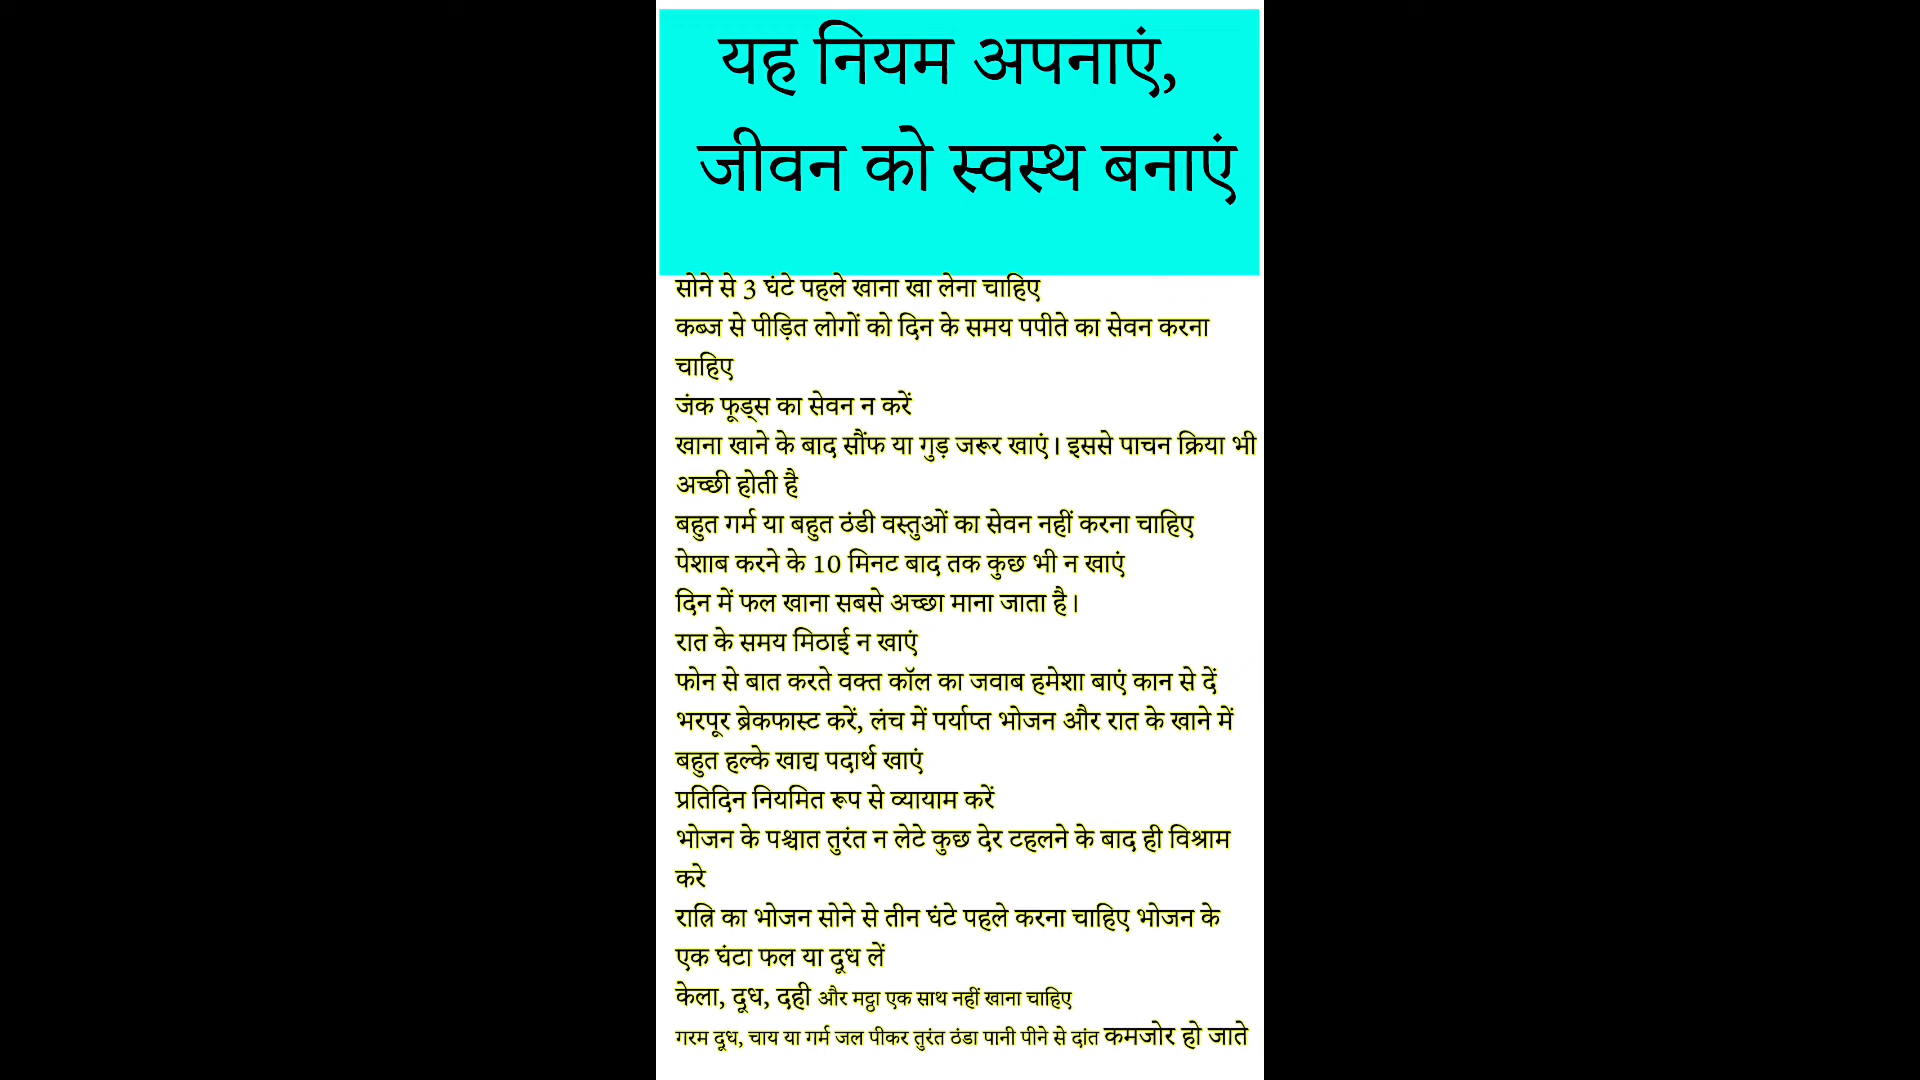 यह नियम अपनाएं,
जीवन को स्वस्थ बनाएं
सोने से 3 घंटे पहले खाना खा लेना चाहिए
कब्ज से पीड़ित लोगों को दिन के समय पपीते का सेवन करना
चाहिए
जंक फूड्स का सेवन न करें
खाना खाने के बाद सौंफ या गुड़ जरूर खाएं। इससे पाचन क्रिया भी
अच्छी होती है
बहुत गर्म या बहुत ठंडी वस्तुओं का सेवन नहीं करना चाहिए
पेशाब करने के 10 मिनट बाद तक कुछ भी न खाएं
दिन में फल खाना सबसे अच्छा माना जाता है।
रात के समय मिठाई न खाएं
फोन से बात करते वक्त कॉल का जवाब हमेशा बाएं कान से दें
भरपूर ब्रेकफास्ट करें, लंच में पर्याप्त भोजन और रात के खाने में
बहुत हल्के खाद्य पदार्थ खाएं
प्रतिदिन नियमित रूप से व्यायाम करें
भोजन के पश्चात तुरंत न लेटे कुछ देर टहलने के बाद ही विश्राम
करे
रात्रि का भोजन सोने से तीन घंटे पहले करना चाहिए भोजन के
एक घंटा फल या दूध लें
केला, दूध, दही और मट्ठा एक साथ नहीं खाना चाहिए
गरम दूध, चाय या गर्म जल पीकर तुरंत ठंडा पानी पीने से दांत कमजोर हो जाते